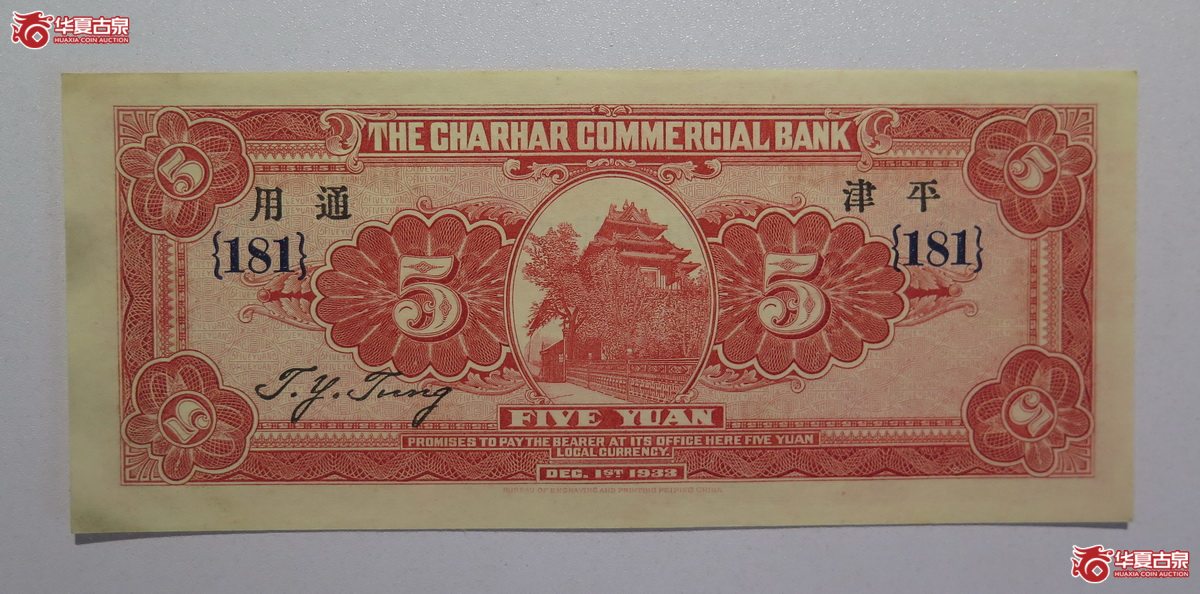 华夏古泉
HUAXIA COIN AUCTION
5
5
THE CHARHAR COMMERCIAL BANK
用 通
津 平
{181}
{181}
5
5
T. Y. Tung
FIVE YUAN
PROMISES TO PAY THE BEARER AT ITS OFFICE HERE FIVE YUAN
LOCAL CURRENCY.
DEC. 1ST 1933
5
5
BUREAU OF ENGRAVING AND PRINTING PEIPING CHINA
华夏古泉
HUAXIA COIN AUCTION